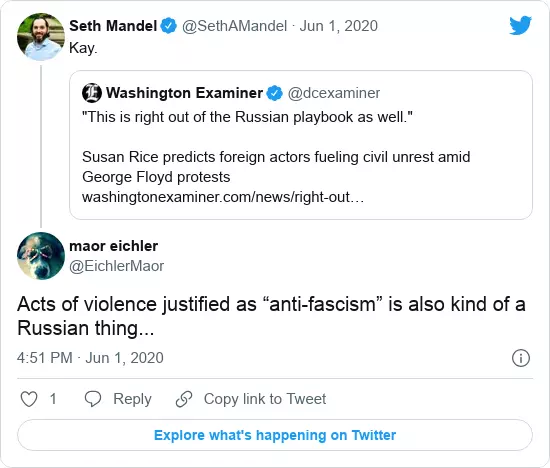 Seth Mandel @SethAMandel · Jun 1, 2020
Kay.
Washington Examiner @dcexaminer
"This is right out of the Russian playbook as well."
Susan Rice predicts foreign actors fueling civil unrest amid
George Floyd protests
washingtonexaminer.com/news/right-out…
maor eichler
@EichlerMaor
Acts of violence justified as “anti-fascism” is also kind of a
Russian thing...
4:51 PM · Jun 1, 2020
1 Reply Copy link to Tweet
Explore what's happening on Twitter